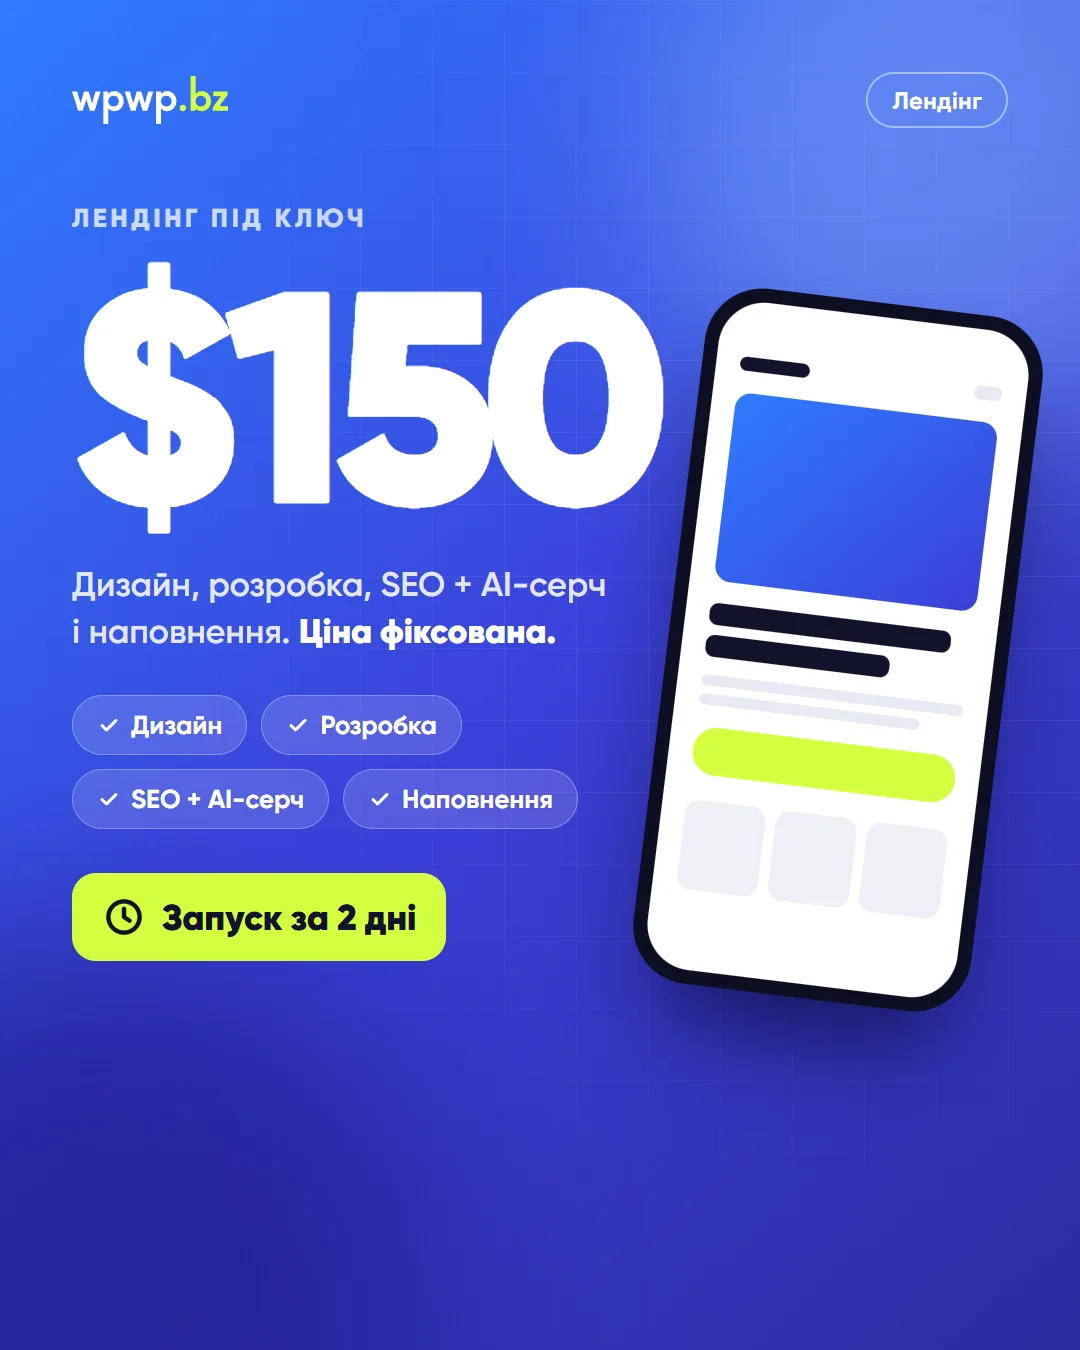 wpwp.bz
Лендінг
ЛЕНДІНГ ПІД КЛЮЧ
$150
Дизайн, розробка, SEO + AI-серч
і наповнення. Ціна фіксована.
Дизайн
Розробка
SEO + AI-серч
Наповнення
Запуск за 2 дні